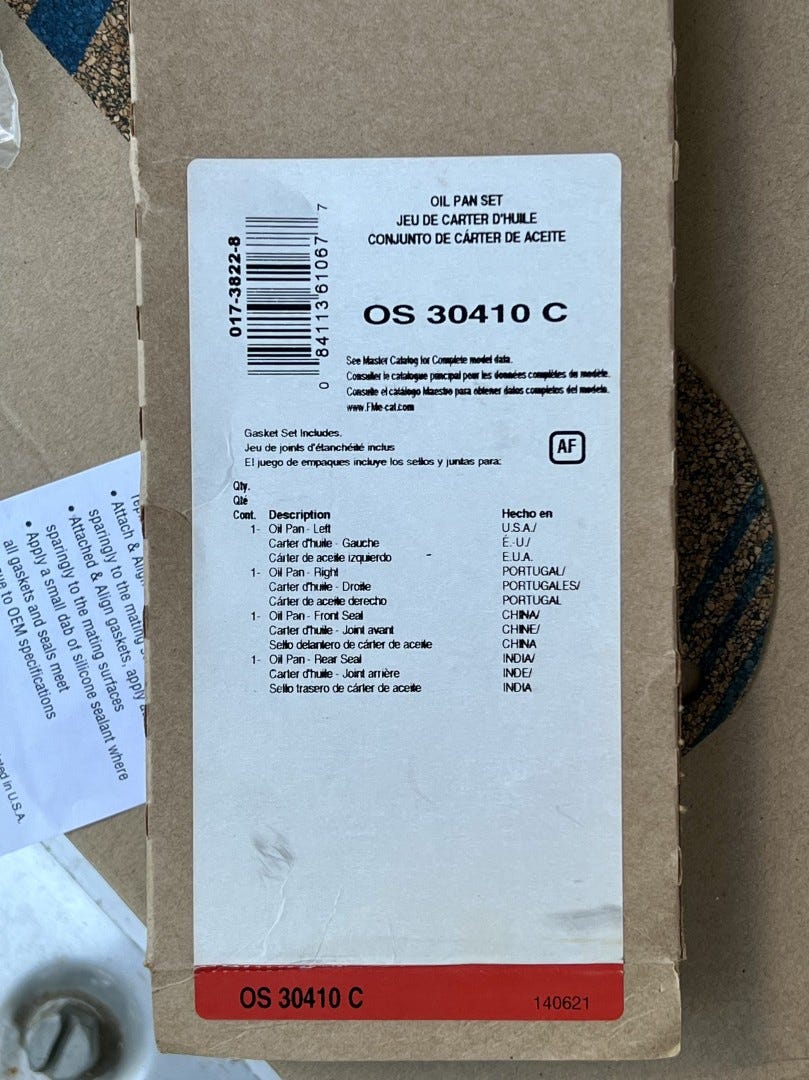 OIL PAN SET
JEU DE CARTER D'HUILE
CONJUNTO DE CÁRTER DE ACEITE
017-3822-8
0 84113 61067 7
OS 30410 C
See Master Catalog for Complete model data.
Consulter le catalogue principal pour les données complètes du modèle.
Consulte el catálogo Maestro para obtener datos completos del modelo.
www.FMe-cat.com
Gasket Set Includes.
Jeu de joints d'étanchéité inclus
El juego de empaques incluye los sellos y juntas para:
AF
Qty.
Qté
Cont. Description Hecho en
1- Oil Pan - Left U.S.A./
Carter d'huile - Gauche É.-U./
Cárter de aceite izquierdo E.U.A.
1- Oil Pan - Right PORTUGAL/
Carter d'huile - Droite PORTUGALES/
Cárter de aceite derecho PORTUGAL
1- Oil Pan - Front Seal CHINA/
Carter d'huile - Joint avant CHINE/
Sello delantero de cárter de aceite CHINA
1- Oil Pan - Rear Seal INDIA/
Carter d'huile - Joint arrière INDE/
Sello trasero de cárter de aceite INDIA
OS 30410 C 140621
• Attach & Align
sparingly to the mating
• Attached & Align gaskets, apply
sparingly to the mating surfaces
• Apply a small dab of silicone sealant where
all gaskets and seals meet
to OEM specifications
in U.S.A.